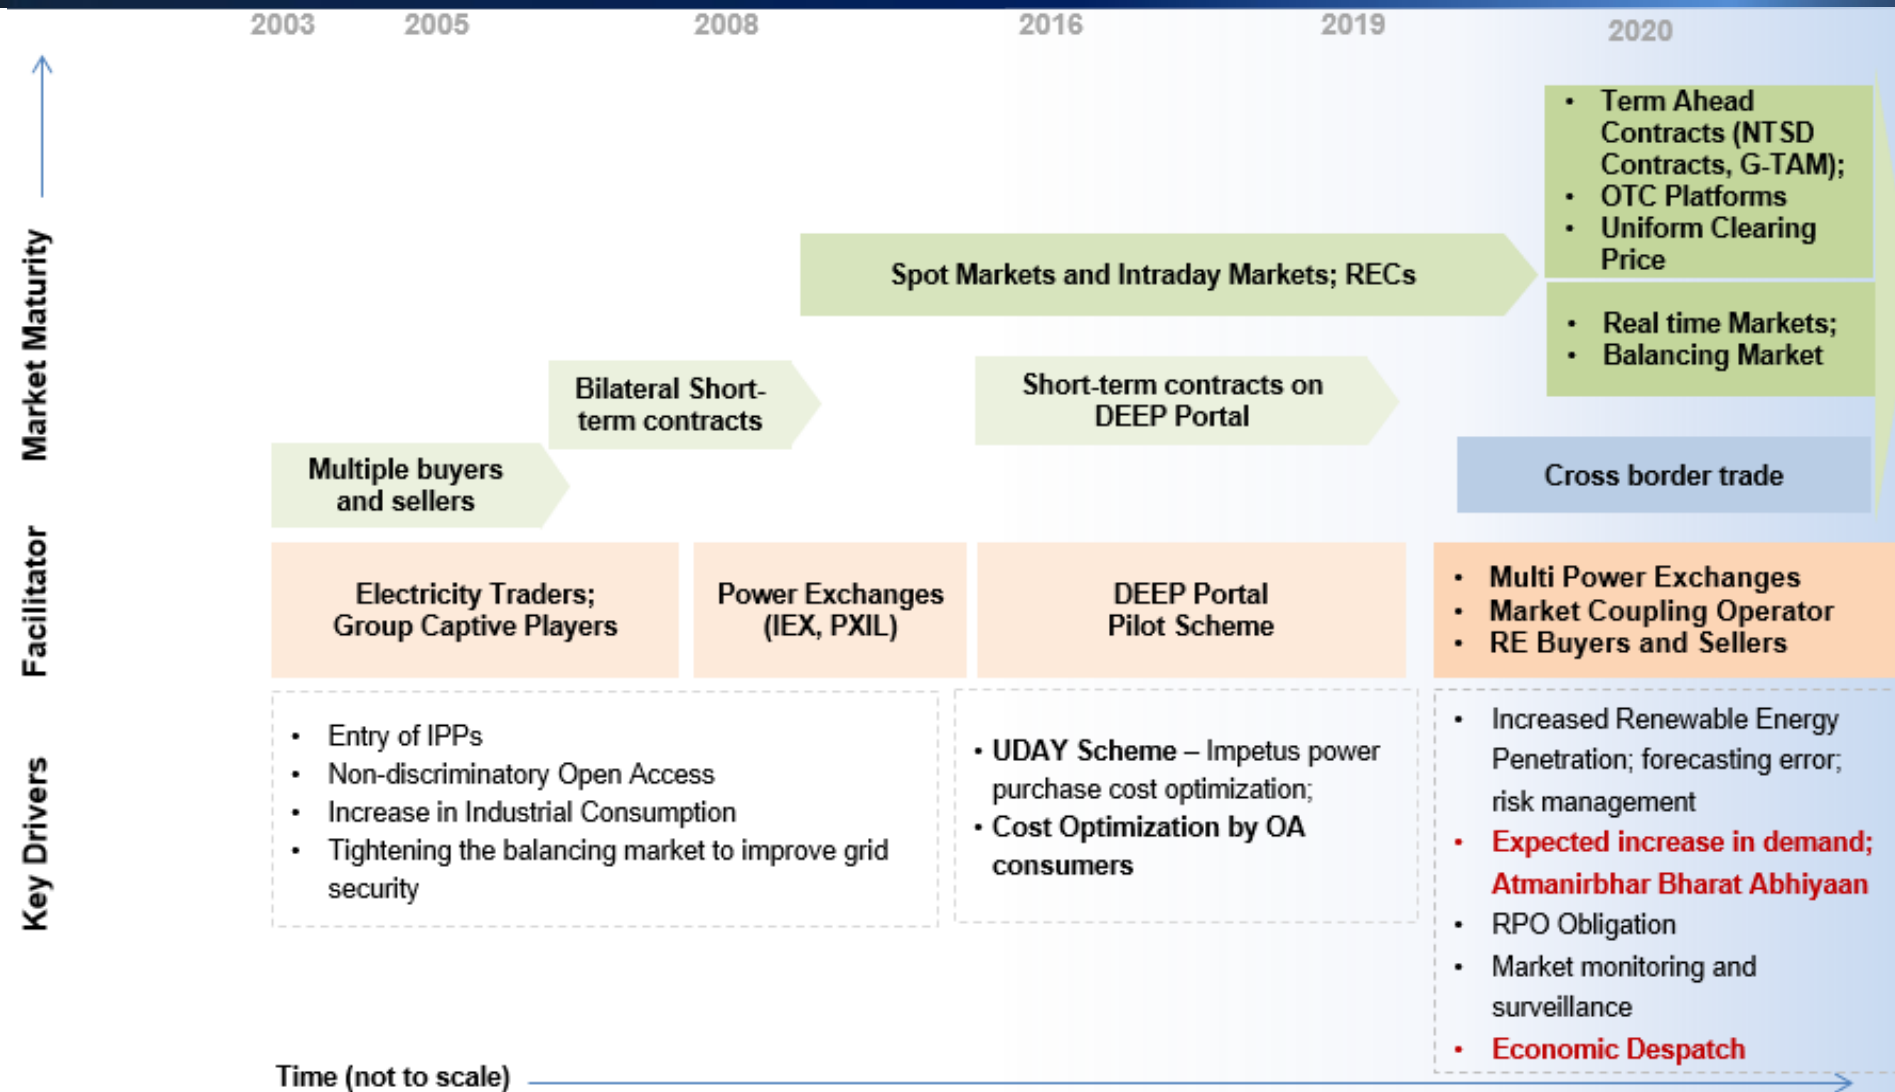 2003 2005 2008 2016 2019 2020
Market Maturity
• Term Ahead
Contracts (NTSD
Contracts, G-TAM);
• OTC Platforms
• Uniform Clearing
Price
Spot Markets and Intraday Markets; RECs
• Real time Markets;
• Balancing Market
Bilateral Short-
term contracts
Short-term contracts on
DEEP Portal
Multiple buyers
and sellers
Cross border trade
Facilitator
Electricity Traders;
Group Captive Players
Power Exchanges
(IEX, PXIL)
DEEP Portal
Pilot Scheme
• Multi Power Exchanges
• Market Coupling Operator
• RE Buyers and Sellers
Key Drivers
• Entry of IPPs
• Non-discriminatory Open Access
• Increase in Industrial Consumption
• Tightening the balancing market to improve grid
security
• UDAY Scheme – Impetus power
purchase cost optimization;
• Cost Optimization by OA
consumers
• Increased Renewable Energy
Penetration; forecasting error;
risk management
• Expected increase in demand;
Atmanirbhar Bharat Abhiyaan
• RPO Obligation
• Market monitoring and
surveillance
• Economic Despatch
Time (not to scale)